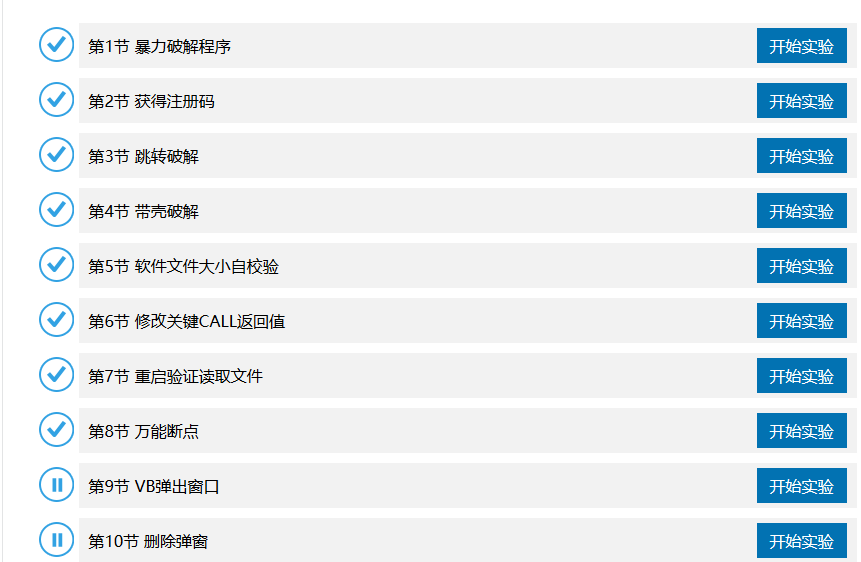 第1节 暴力破解程序 开始实验
第2节 获得注册码 开始实验
第3节 跳转破解 开始实验
第4节 带壳破解 开始实验
第5节 软件文件大小自校验 开始实验
第6节 修改关键CALL返回值 开始实验
第7节 重启验证读取文件 开始实验
第8节 万能断点 开始实验
第9节 VB弹出窗口 开始实验
第10节 删除弹窗 开始实验